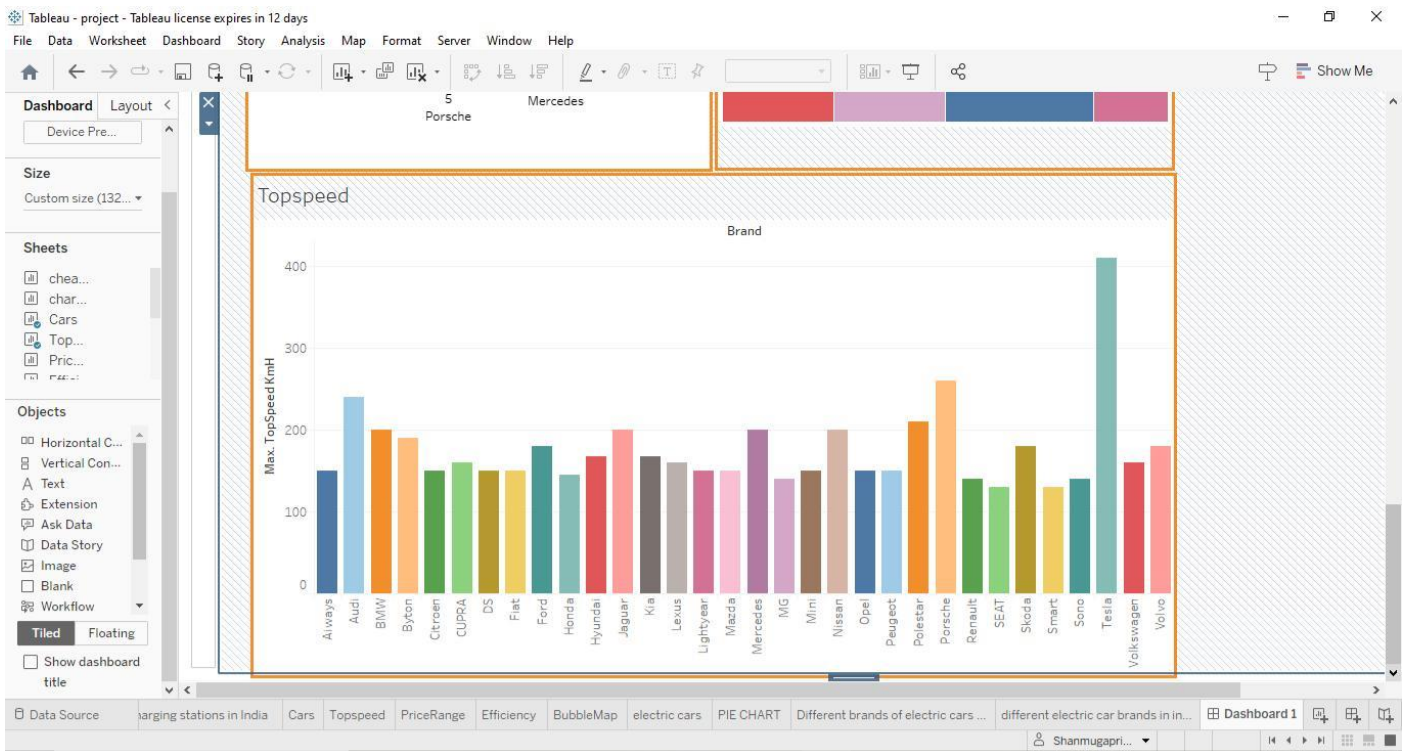 Tableau - project - Tableau license expires in 12 days
File Data Worksheet Dashboard Story Analysis Map Format Server Window Help
Show Me
Dashboard Layout
Device Pre...
Size
Custom size (132...
Sheets
chea...
char...
Cars
Top...
Pric...
Objects
Horizontal C...
Vertical Con...
Text
Extension
Ask Data
Data Story
Image
Blank
Workflow
Tiled Floating
Show dashboard
title
5
Porsche
Mercedes
Topspeed
Brand
Max. TopSpeed KmH
400
300
200
100
0
Aiways
Audi
BMW
Byton
Citroen
CUPRA
DS
Fiat
Ford
Honda
Hyundai
Jaguar
Kia
Lexus
Lightyear
Mazda
Mercedes
MG
Mini
Nissan
Opel
Peugeot
Polestar
Porsche
Renault
SEAT
Skoda
Smart
Sono
Tesla
Volkswagen
Volvo
Data Source arging stations in India Cars Topspeed PriceRange Efficiency BubbleMap electric cars PIE CHART Different brands of electric cars ... different electric car brands in in... Dashboard 1
Shanmugapri...